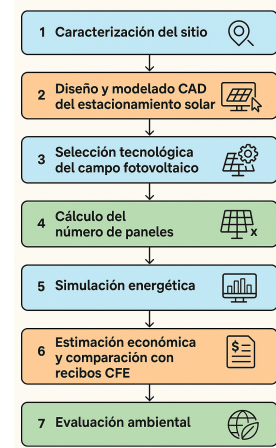 1 Caracterización del sitio
2 Diseño y modelado CAD
del estacionamiento solar
3 Selección tecnológica
del campo fotovoltaico
4 Cálculo del
número de paneles
x
5 Simulación energética
6 Estimación económica
y comparación con
recibos CFE
$=
7 Evaluación ambiental